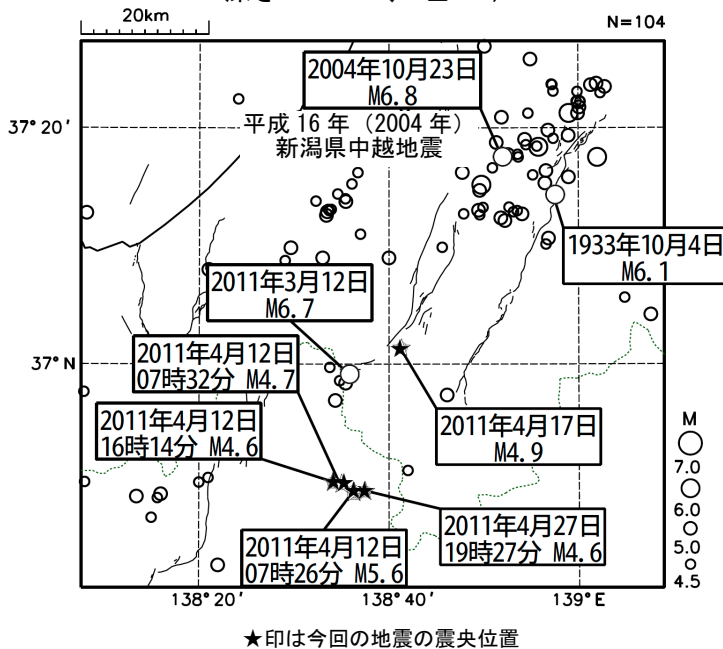 20km
N=104
2004年10月23日
M6.8
平成16年（2004年）
新潟県中越地震
37°20'
1933年10月4日
M6.1
2011年3月12日
M6.7
37°N
2011年4月12日
07時32分 M4.7
2011年4月12日
16時14分 M4.6
2011年4月17日
M4.9
2011年4月27日
19時27分 M4.6
2011年4月12日
07時26分 M5.6
M
7.0
6.0
5.0
4.5
138°20'
138°40'
139°E
★印は今回の地震の震央位置